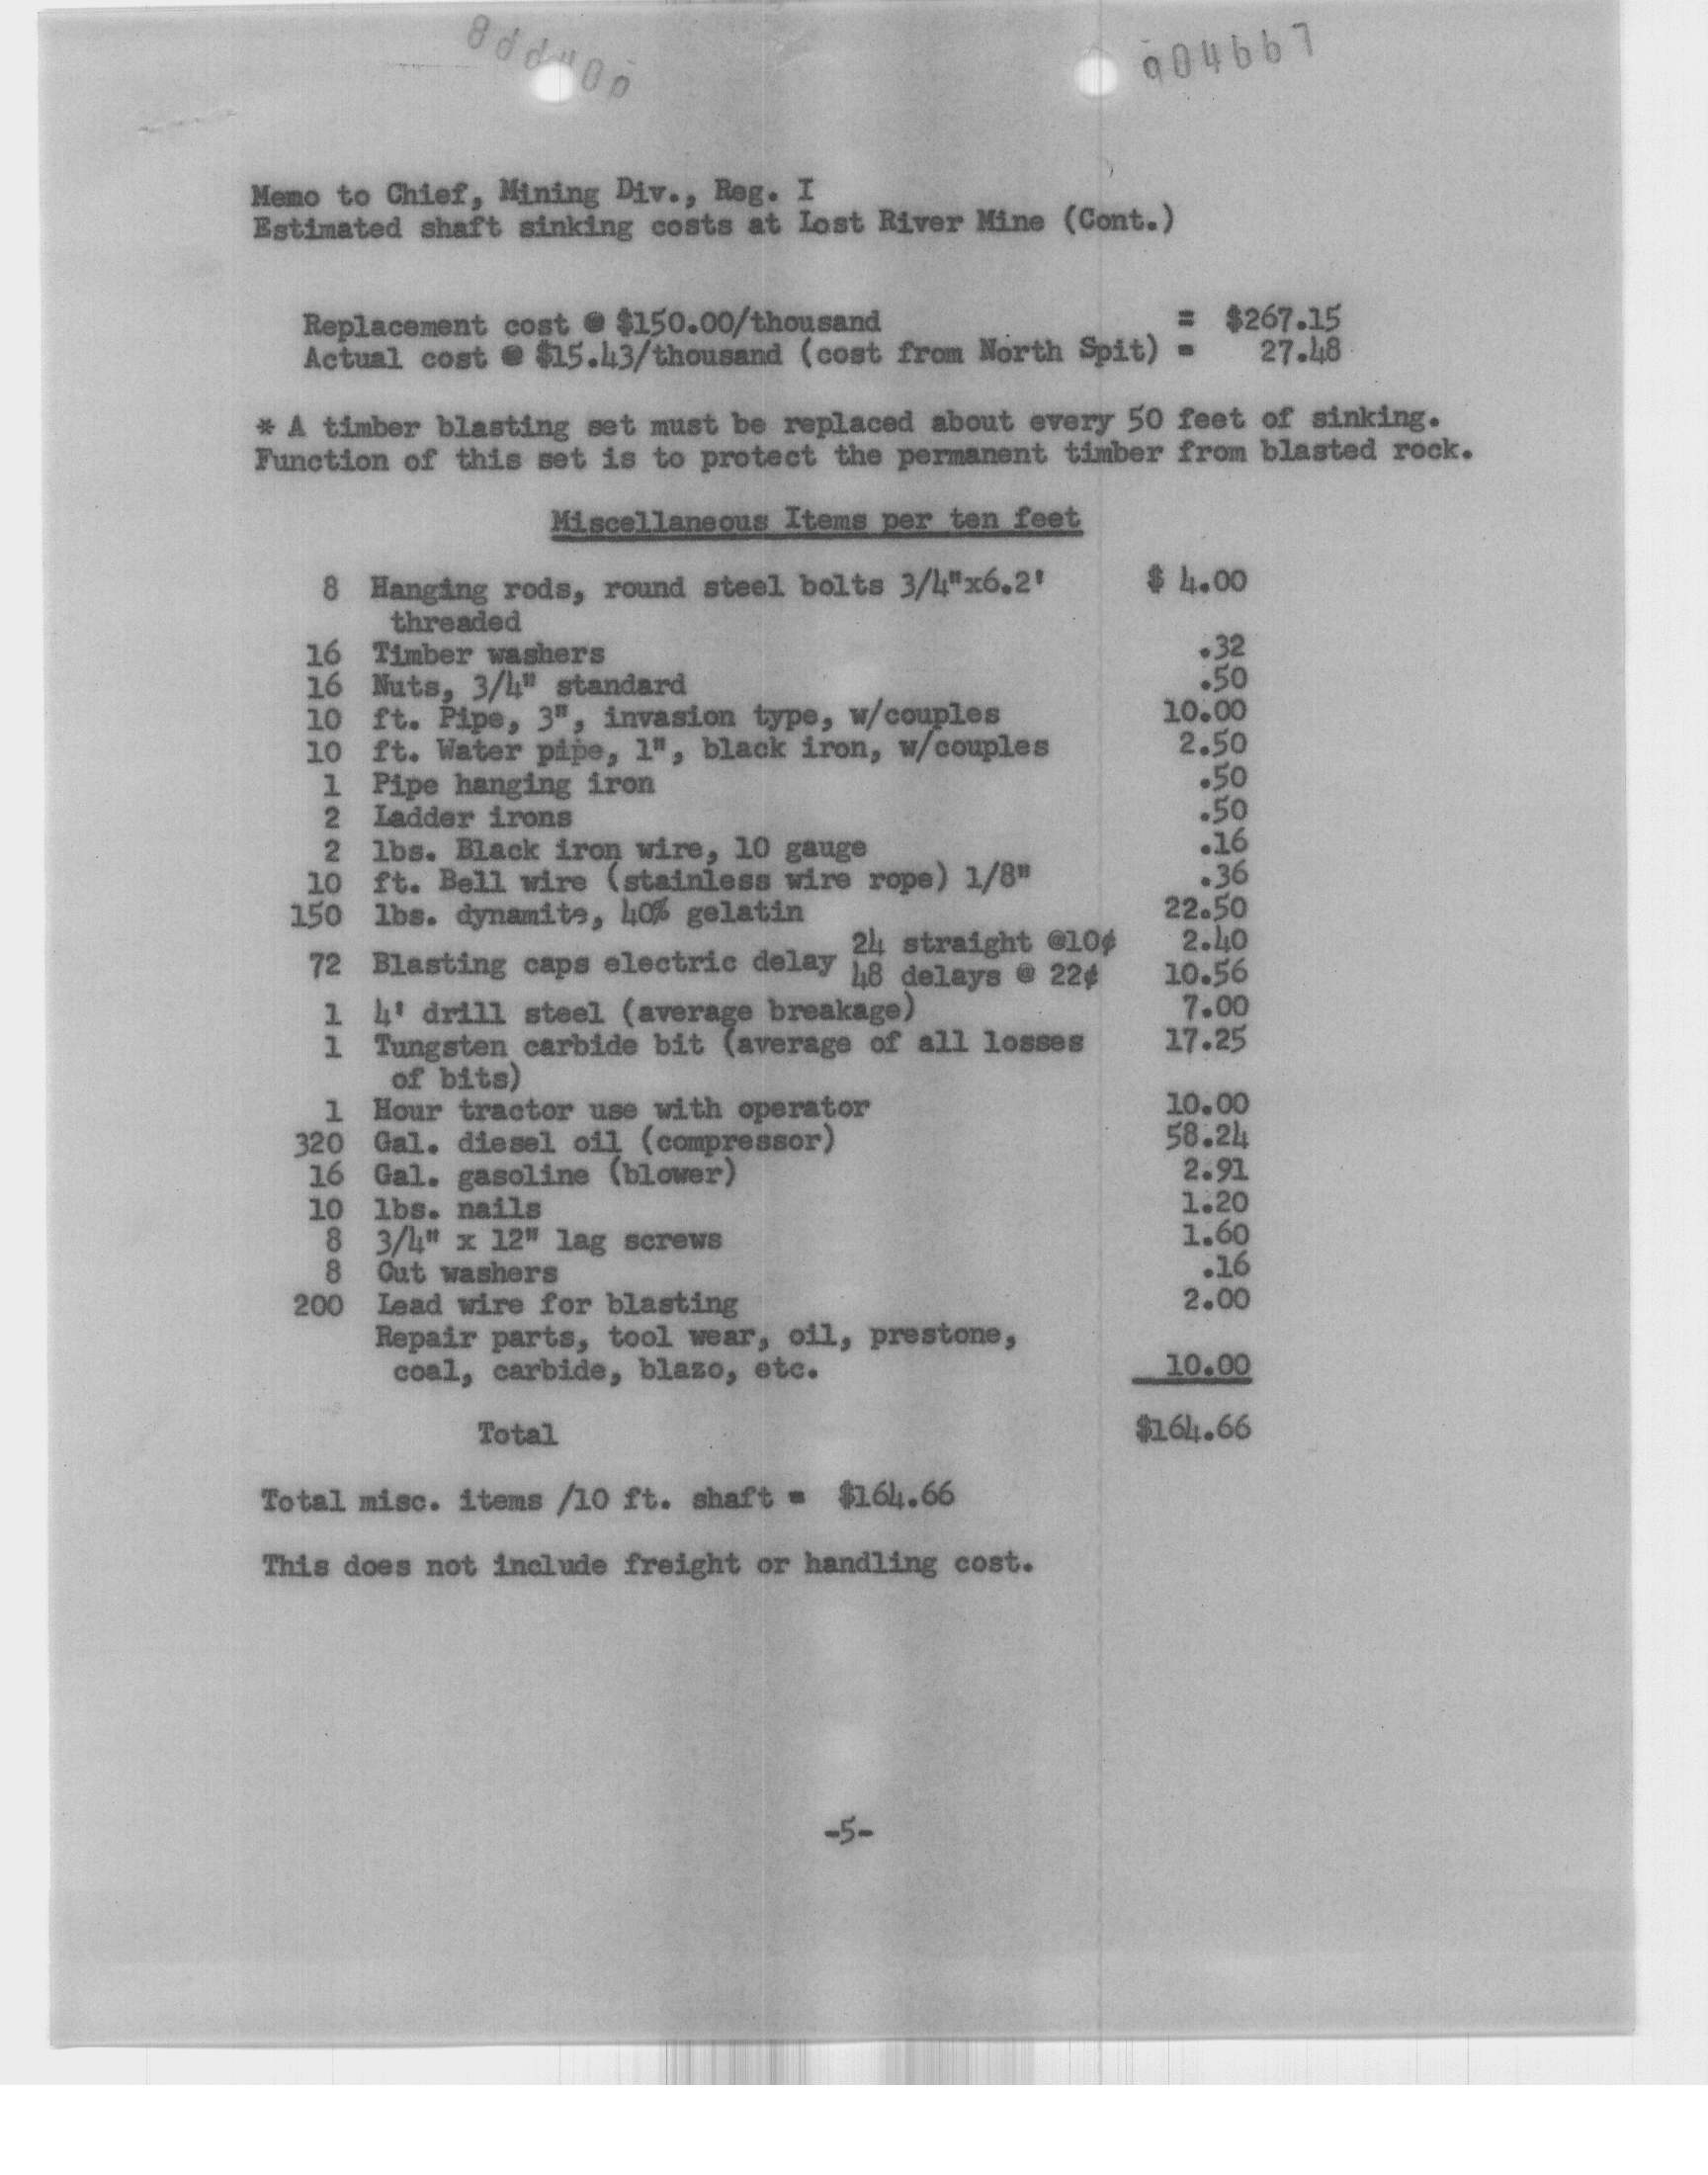 004667
Memo to Chief, Mining Div., Reg. I
Estimated shaft sinking costs at Lost River Mine (Cont.)
Replacement cost @ $150.00/thousand = $267.15
Actual cost @ $15.43/thousand (cost from North Spit) = 27.48
* A timber blasting set must be replaced about every 50 feet of sinking.
Function of this set is to protect the permanent timber from blasted rock.
Miscellaneous Items per ten feet
8 Hanging rods, round steel bolts 3/4"x6.2' $ 4.00
threaded
16 Timber washers .32
16 Nuts, 3/4" standard .50
10 ft. Pipe, 3", invasion type, w/couples 10.00
10 ft. Water pipe, 1", black iron, w/couples 2.50
1 Pipe hanging iron .50
2 Ladder irons .50
2 lbs. Black iron wire, 10 gauge .16
10 ft. Bell wire (stainless wire rope) 1/8" .36
150 lbs. dynamite, 40% gelatin 22.50
24 straight @10¢ 2.40
72 Blasting caps electric delay
48 delays @ 22¢ 10.56
1 4' drill steel (average breakage) 7.00
1 Tungsten carbide bit (average of all losses 17.25
of bits)
1 Hour tractor use with operator 10.00
320 Gal. diesel oil (compressor) 58.24
16 Gal. gasoline (blower) 2.91
10 lbs. nails 1.20
8 3/4" x 12" lag screws 1.60
8 Cut washers .16
200 Lead wire for blasting 2.00
Repair parts, tool wear, oil, prestone,
coal, carbide, blazo, etc. 10.00
Total $164.66
Total misc. items /10 ft. shaft = $164.66
This does not include freight or handling cost.
-5-